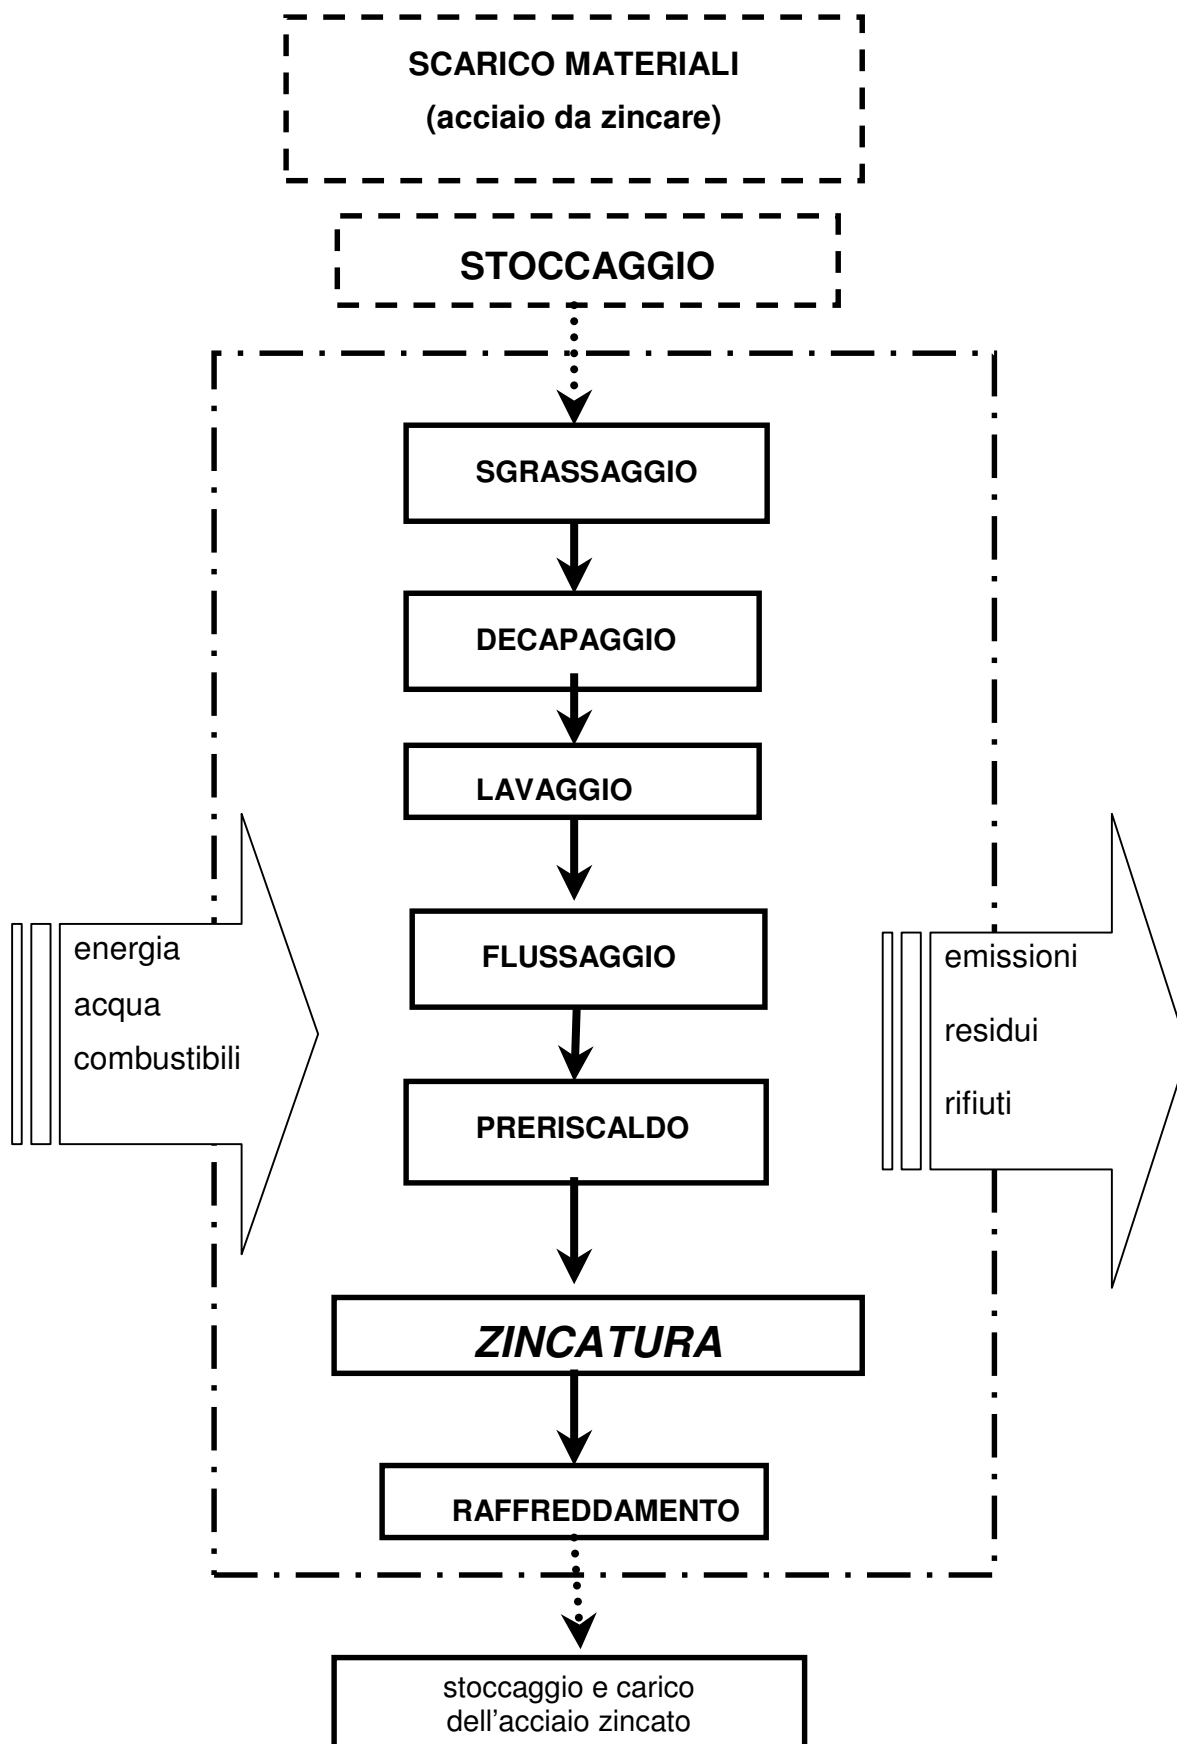 SCARICO MATERIALI
(acciaio da zincare)
STOCCAGGIO
SGRASSAGGIO
DECAPAGGIO
LAVAGGIO
energia
acqua
combustibili
FLUSSAGGIO
emissioni
residui
rifiuti
PRERISCALDO
ZINCATURA
RAFFREDDAMENTO
stoccaggio e carico
dell'acciaio zincato